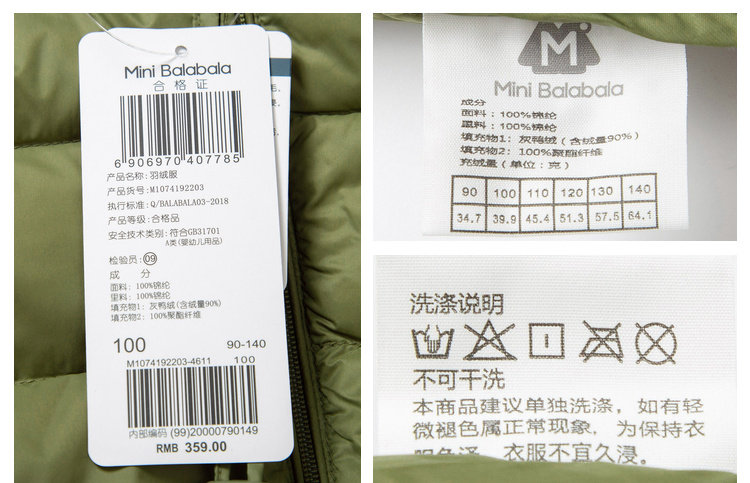 Mini Balabala
合格证
6 906970 407785
产品名称:羽绒服
产品货号:M1074192203
执行标准:Q/BALABALA03-2018
产品等级:合格品
安全技术类别:符合GB31701
A类(婴幼儿用品)
检验员:09
成 分
面料:100%锦纶
里料:100%锦纶
填充物1:灰鸭绒(含绒量90%)
填充物2:100%聚酯纤维
100 90-140
M1074192203-4611 100
内部编码 (99)20000790149
RMB 359.00
M
Mini Balabala
成分
面料:100%锦纶
里料:100%锦纶
填充物1:灰鸭绒(含绒量90%)
填充物2:100%聚酯纤维
充绒量(单位:克)
90 100 110 120 130 140
34.7 39.9 45.4 51.3 57.5 64.1
洗涤说明
不可干洗
本商品建议单独洗涤,如有轻
微褪色属正常现象,为保持衣
衣服不宜久浸。